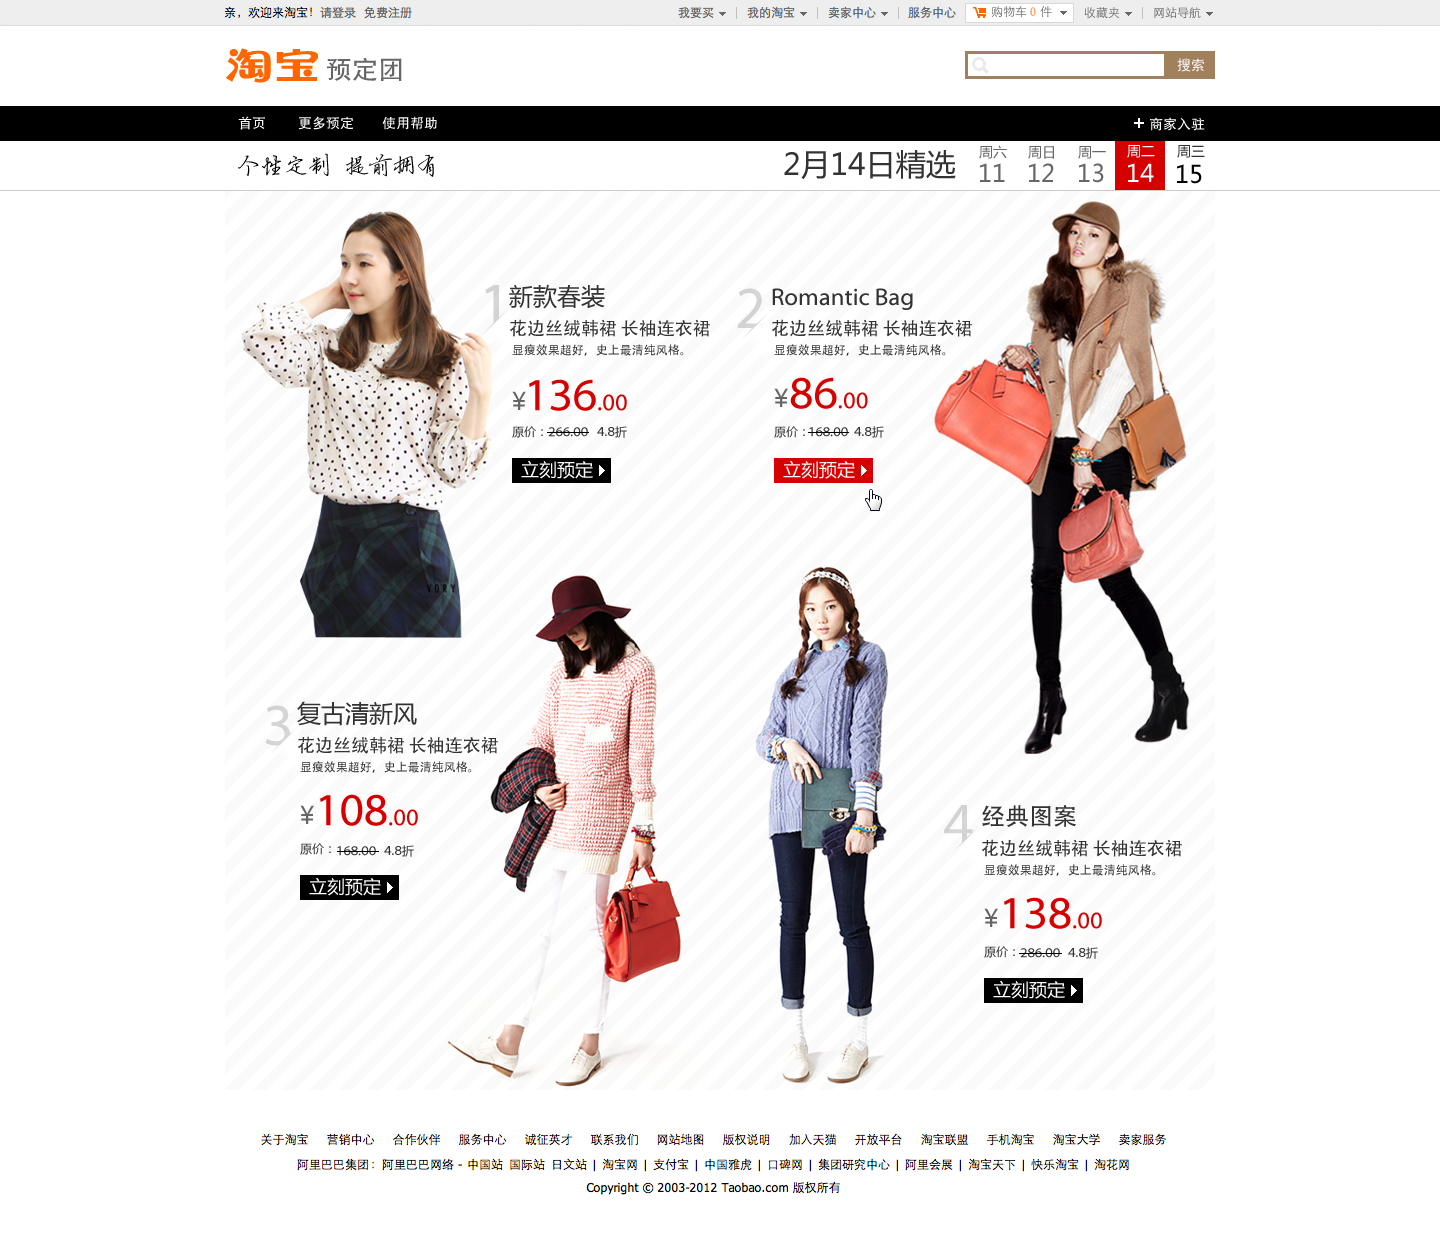 亲，欢迎来淘宝！请登录 免费注册
我要买 我的淘宝 卖家中心 服务中心 购物车 0 件 收藏夹 网站导航
淘宝 预定团
搜索
首页 更多预定 使用帮助
+ 商家入驻
个性定制 提前拥有
2月14日精选
周六 周日 周一 周二 周三
11 12 13 14 15
1 新款春装
花边丝绒韩裙 长袖连衣裙
显瘦效果超好，史上最清纯风格。
¥136.00
原价：266.00 4.8折
立刻预定
2 Romantic Bag
花边丝绒韩裙 长袖连衣裙
显瘦效果超好，史上最清纯风格。
¥86.00
原价：168.00 4.8折
立刻预定
VORY
3 复古清新风
花边丝绒韩裙 长袖连衣裙
显瘦效果超好，史上最清纯风格。
¥108.00
原价：168.00 4.8折
立刻预定
4 经典图案
花边丝绒韩裙 长袖连衣裙
显瘦效果超好，史上最清纯风格。
¥138.00
原价：286.00 4.8折
立刻预定
关于淘宝 营销中心 合作伙伴 服务中心 诚征英才 联系我们 网站地图 版权说明 加入天猫 开放平台 淘宝联盟 手机淘宝 淘宝大学 卖家服务
阿里巴巴集团：阿里巴巴网络 - 中国站 国际站 日文站 | 淘宝网 | 支付宝 | 中国雅虎 | 口碑网 | 集团研究中心 | 阿里会展 | 淘宝天下 | 快乐淘宝 | 淘花网
Copyright © 2003-2012 Taobao.com 版权所有